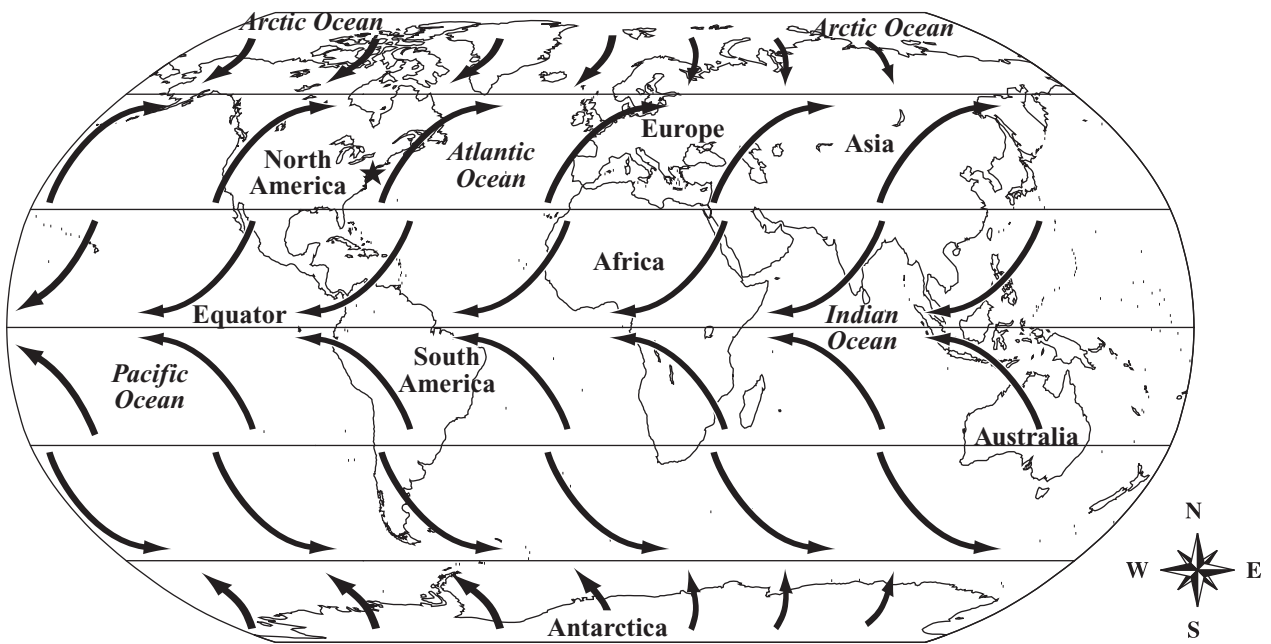 Arctic Ocean
Arctic Ocean
Europe
North
America
Atlantic
Ocean
Asia
Africa
Equator
Indian
Ocean
South
America
Pacific
Ocean
Australia
N
W
E
S
Antarctica